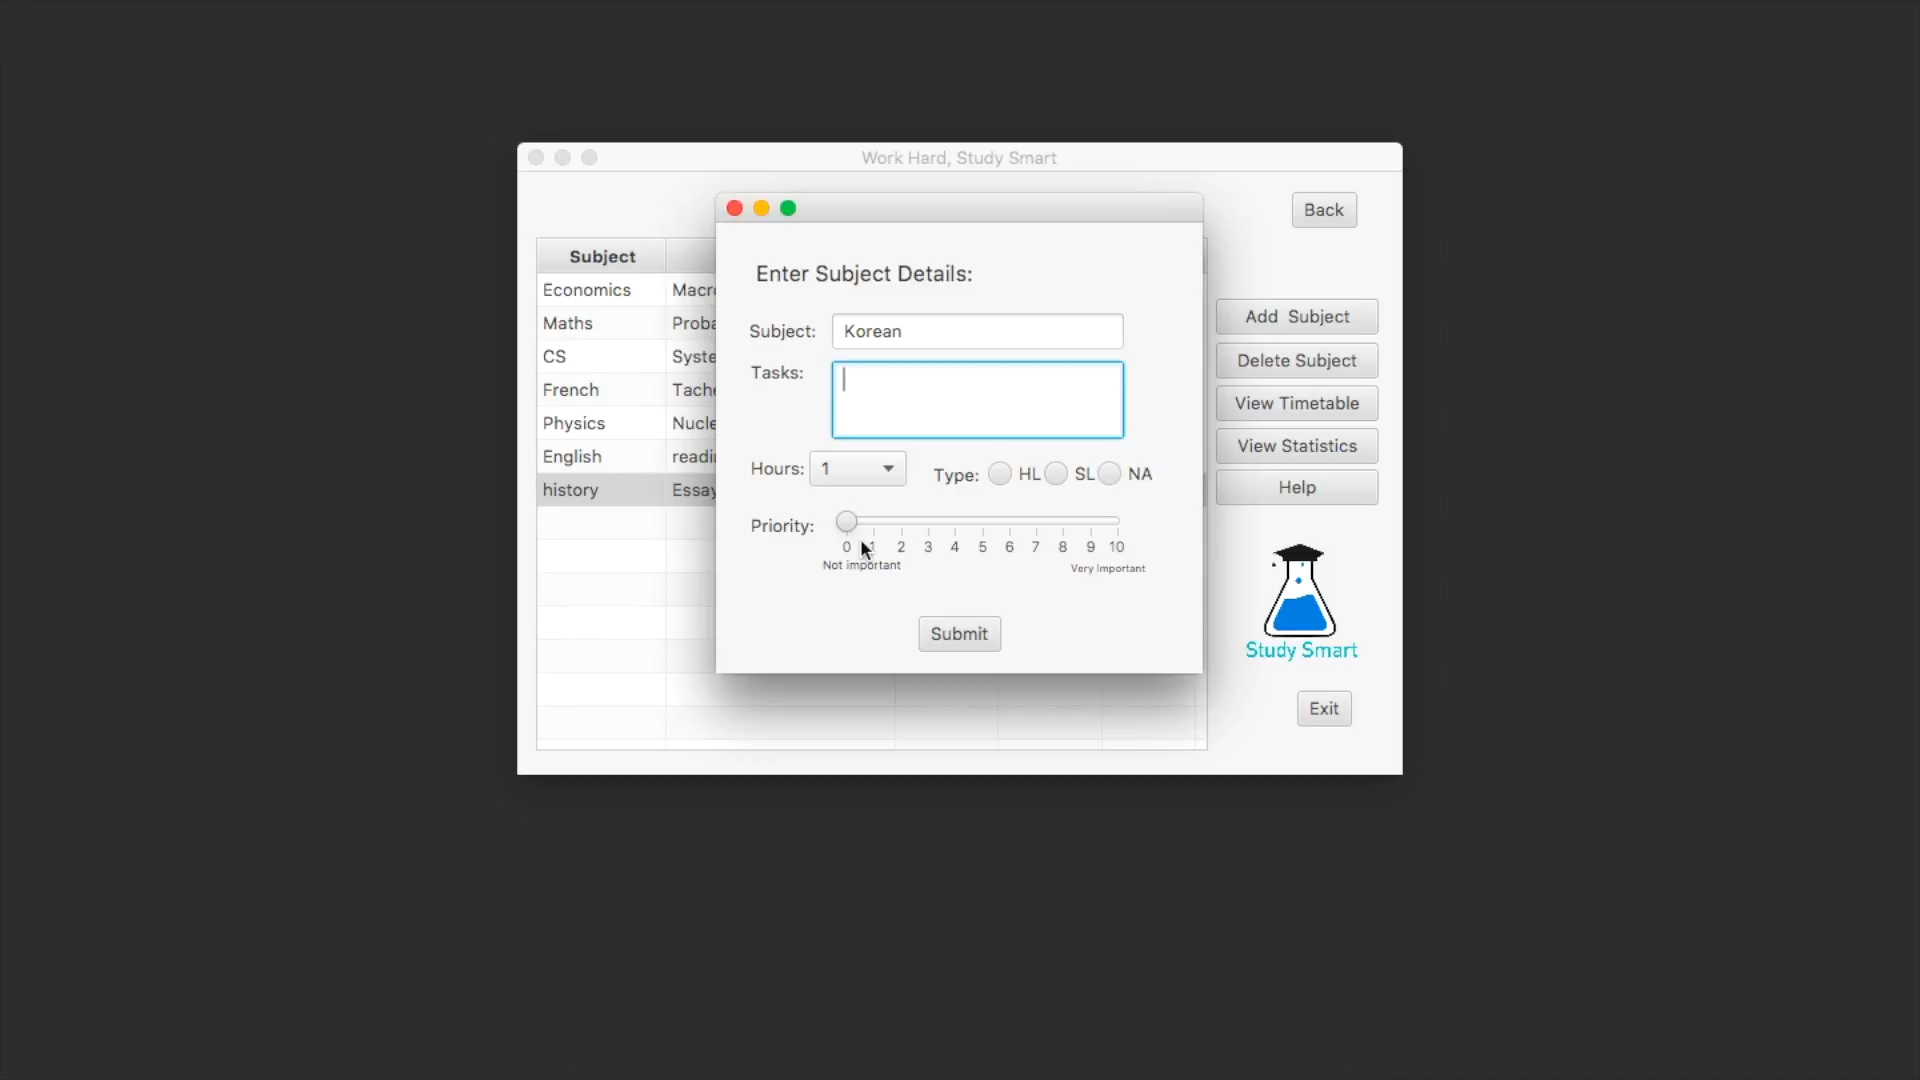 Work Hard, Study Smart
Back
Enter Subject Details:
Subject: Korean
Tasks:
Hours: 1 Type: HL SL NA
Priority:
0 1 2 3 4 5 6 7 8 9 10
Not important Very Important
Submit
Subject
Economics Macr
Maths Proba
CS Syste
French Tache
Physics Nucle
English readin
history Essay
Add Subject
Delete Subject
View Timetable
View Statistics
Help
Study Smart
Exit